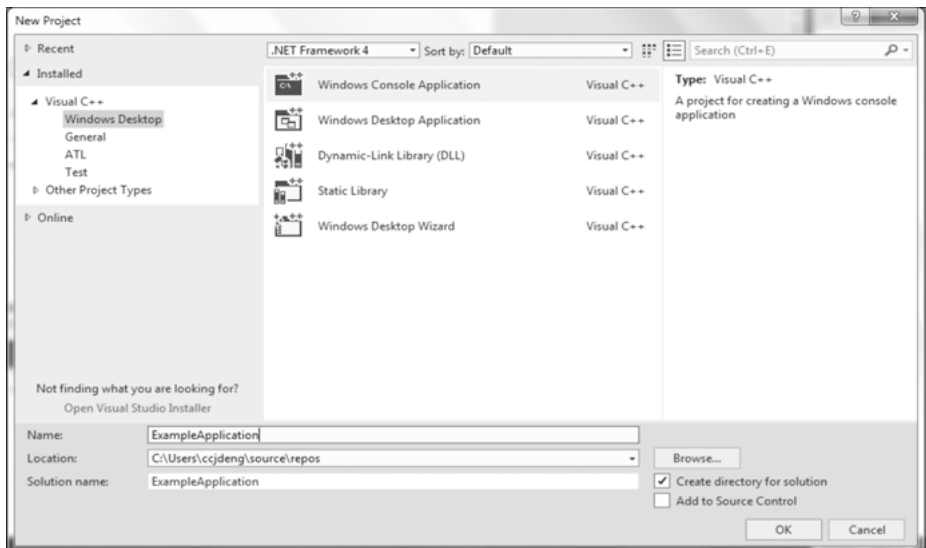 New Project
Recent
Installed
Visual C++
Windows Desktop
General
ATL
Test
Other Project Types
Online
Not finding what you are looking for?
Open Visual Studio Installer
.NET Framework 4 Sort by: Default
Search (Ctrl+E)
Windows Console Application Visual C++
Windows Desktop Application Visual C++
Dynamic-Link Library (DLL) Visual C++
Static Library Visual C++
Windows Desktop Wizard Visual C++
Type: Visual C++
A project for creating a Windows console
application
Name: ExampleApplication
Location: C:\Users\ccjdeng\source\repos
Browse...
Solution name: ExampleApplication
Create directory for solution
Add to Source Control
OK Cancel